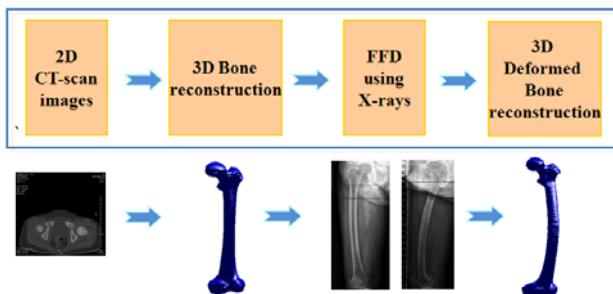 2D
CT-scan
images
3D Bone
reconstruction
FFD
using
X-rays
3D
Deformed
Bone
reconstruction